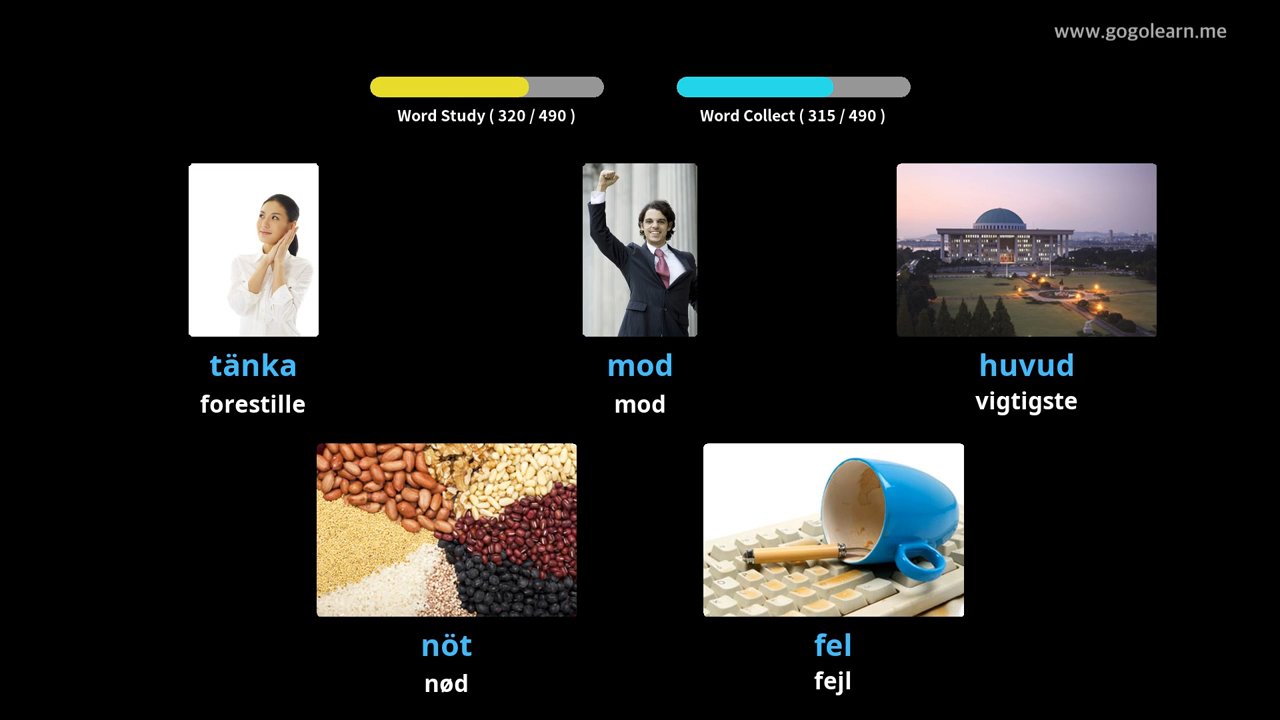 www.gogolearn.me
Word Study ( 320 / 490 )
Word Collect ( 315 / 490 )
tänka
forestille
mod
mod
huvud
vigtigste
nöt
nød
fel
fejl